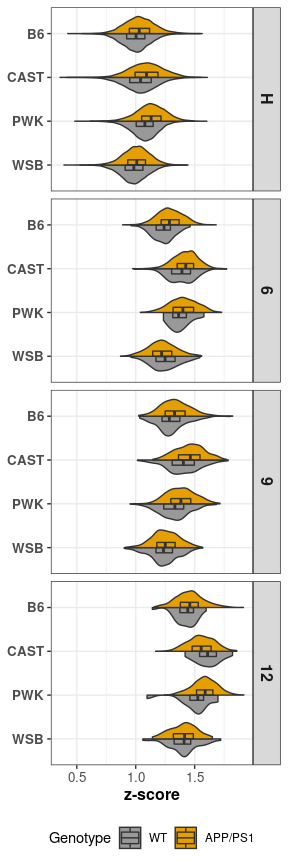 B6
CAST
PWK
WSB
H
B6
CAST
PWK
WSB
6
B6
CAST
PWK
WSB
9
B6
CAST
PWK
WSB
12
0.5 1.0 1.5
z-score
Genotype WT APP/PS1